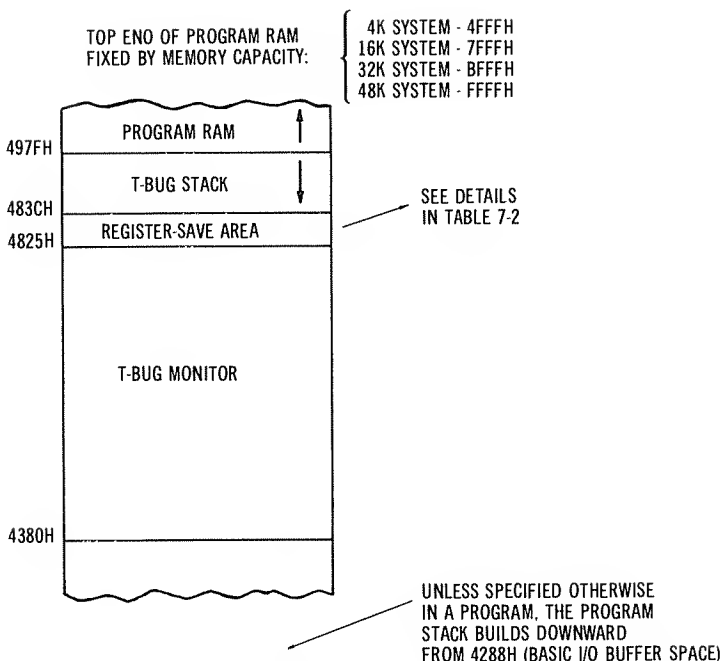 TOP ENO OF PROGRAM RAM
FIXED BY MEMORY CAPACITY:
4K SYSTEM - 4FFFH
16K SYSTEM - 7FFFH
32K SYSTEM - BFFFH
48K SYSTEM - FFFFH
PROGRAM RAM
497FH
T-BUG STACK
483CH
REGISTER-SAVE AREA
4825H
SEE DETAILS
IN TABLE 7-2
T-BUG MONITOR
4380H
UNLESS SPECIFIED OTHERWISE
IN A PROGRAM, THE PROGRAM
STACK BUILDS DOWNWARD
FROM 4288H (BASIC I/O BUFFER SPACE)